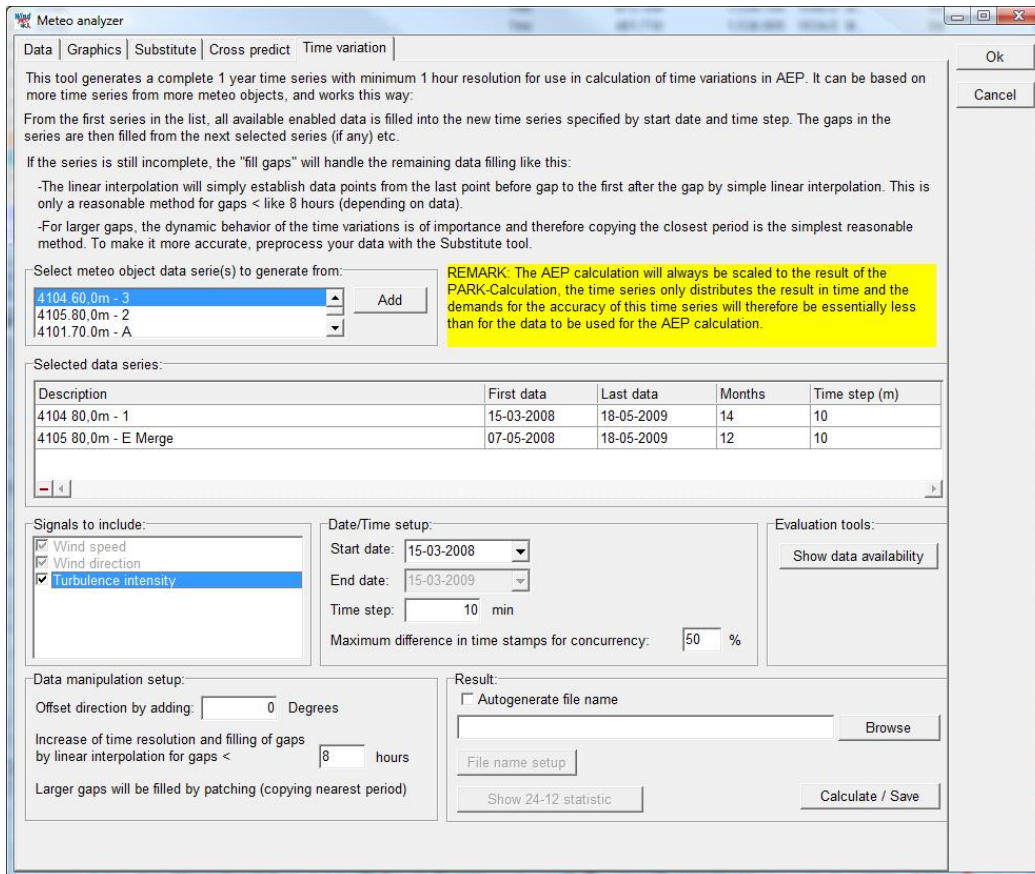 Meteo analyzer
Data
Graphics
Substitute
Cross predict
Time variation
Ok
Cancel
This tool generates a complete 1 year time series with minimum 1 hour resolution for use in calculation of time variations in AEP. It can be based on
more time series from more meteo objects, and works this way:
From the first series in the list, all available enabled data is filled into the new time series specified by start date and time step. The gaps in the
series are then filled from the next selected series (if any) etc.
If the series is still incomplete, the "fill gaps" will handle the remaining data filling like this:
-The linear interpolation will simply establish data points from the last point before gap to the first after the gap by simple linear interpolation. This is
only a reasonable method for gaps < like 8 hours (depending on data).
-For larger gaps, the dynamic behavior of the time variations is of importance and therefore copying the closest period is the simplest reasonable
method. To make it more accurate, preprocess your data with the Substitute tool.
Select meteo object data serie(s) to generate from:
4104 60,0m - 3
4105.80,0m - 2
4101.70.0m - A
Add
REMARK: The AEP calculation will always be scaled to the result of the
PARK-Calculation, the time series only distributes the result in time and the
demands for the accuracy of this time series will therefore be essentially less
than for the data to be used for the AEP calculation.
Selected data series:
Description First data Last data Months Time step (m)
4104 80,0m - 1 15-03-2008 18-05-2009 14 10
4105 80,0m - E Merge 07-05-2008 18-05-2009 12 10
Signals to include:
Wind speed
Wind direction
Turbulence intensity
Date/Time setup:
Start date: 15-03-2008
End date: 15-03-2009
Time step: 10 min
Maximum difference in time stamps for concurrency: 50 %
Evaluation tools:
Show data availability
Data manipulation setup:
Offset direction by adding: 0 Degrees
Increase of time resolution and filling of gaps
by linear interpolation for gaps < 8 hours
Larger gaps will be filled by patching (copying nearest period)
Result:
Autogenerate file name
Browse
File name setup
Show 24-12 statistic
Calculate / Save